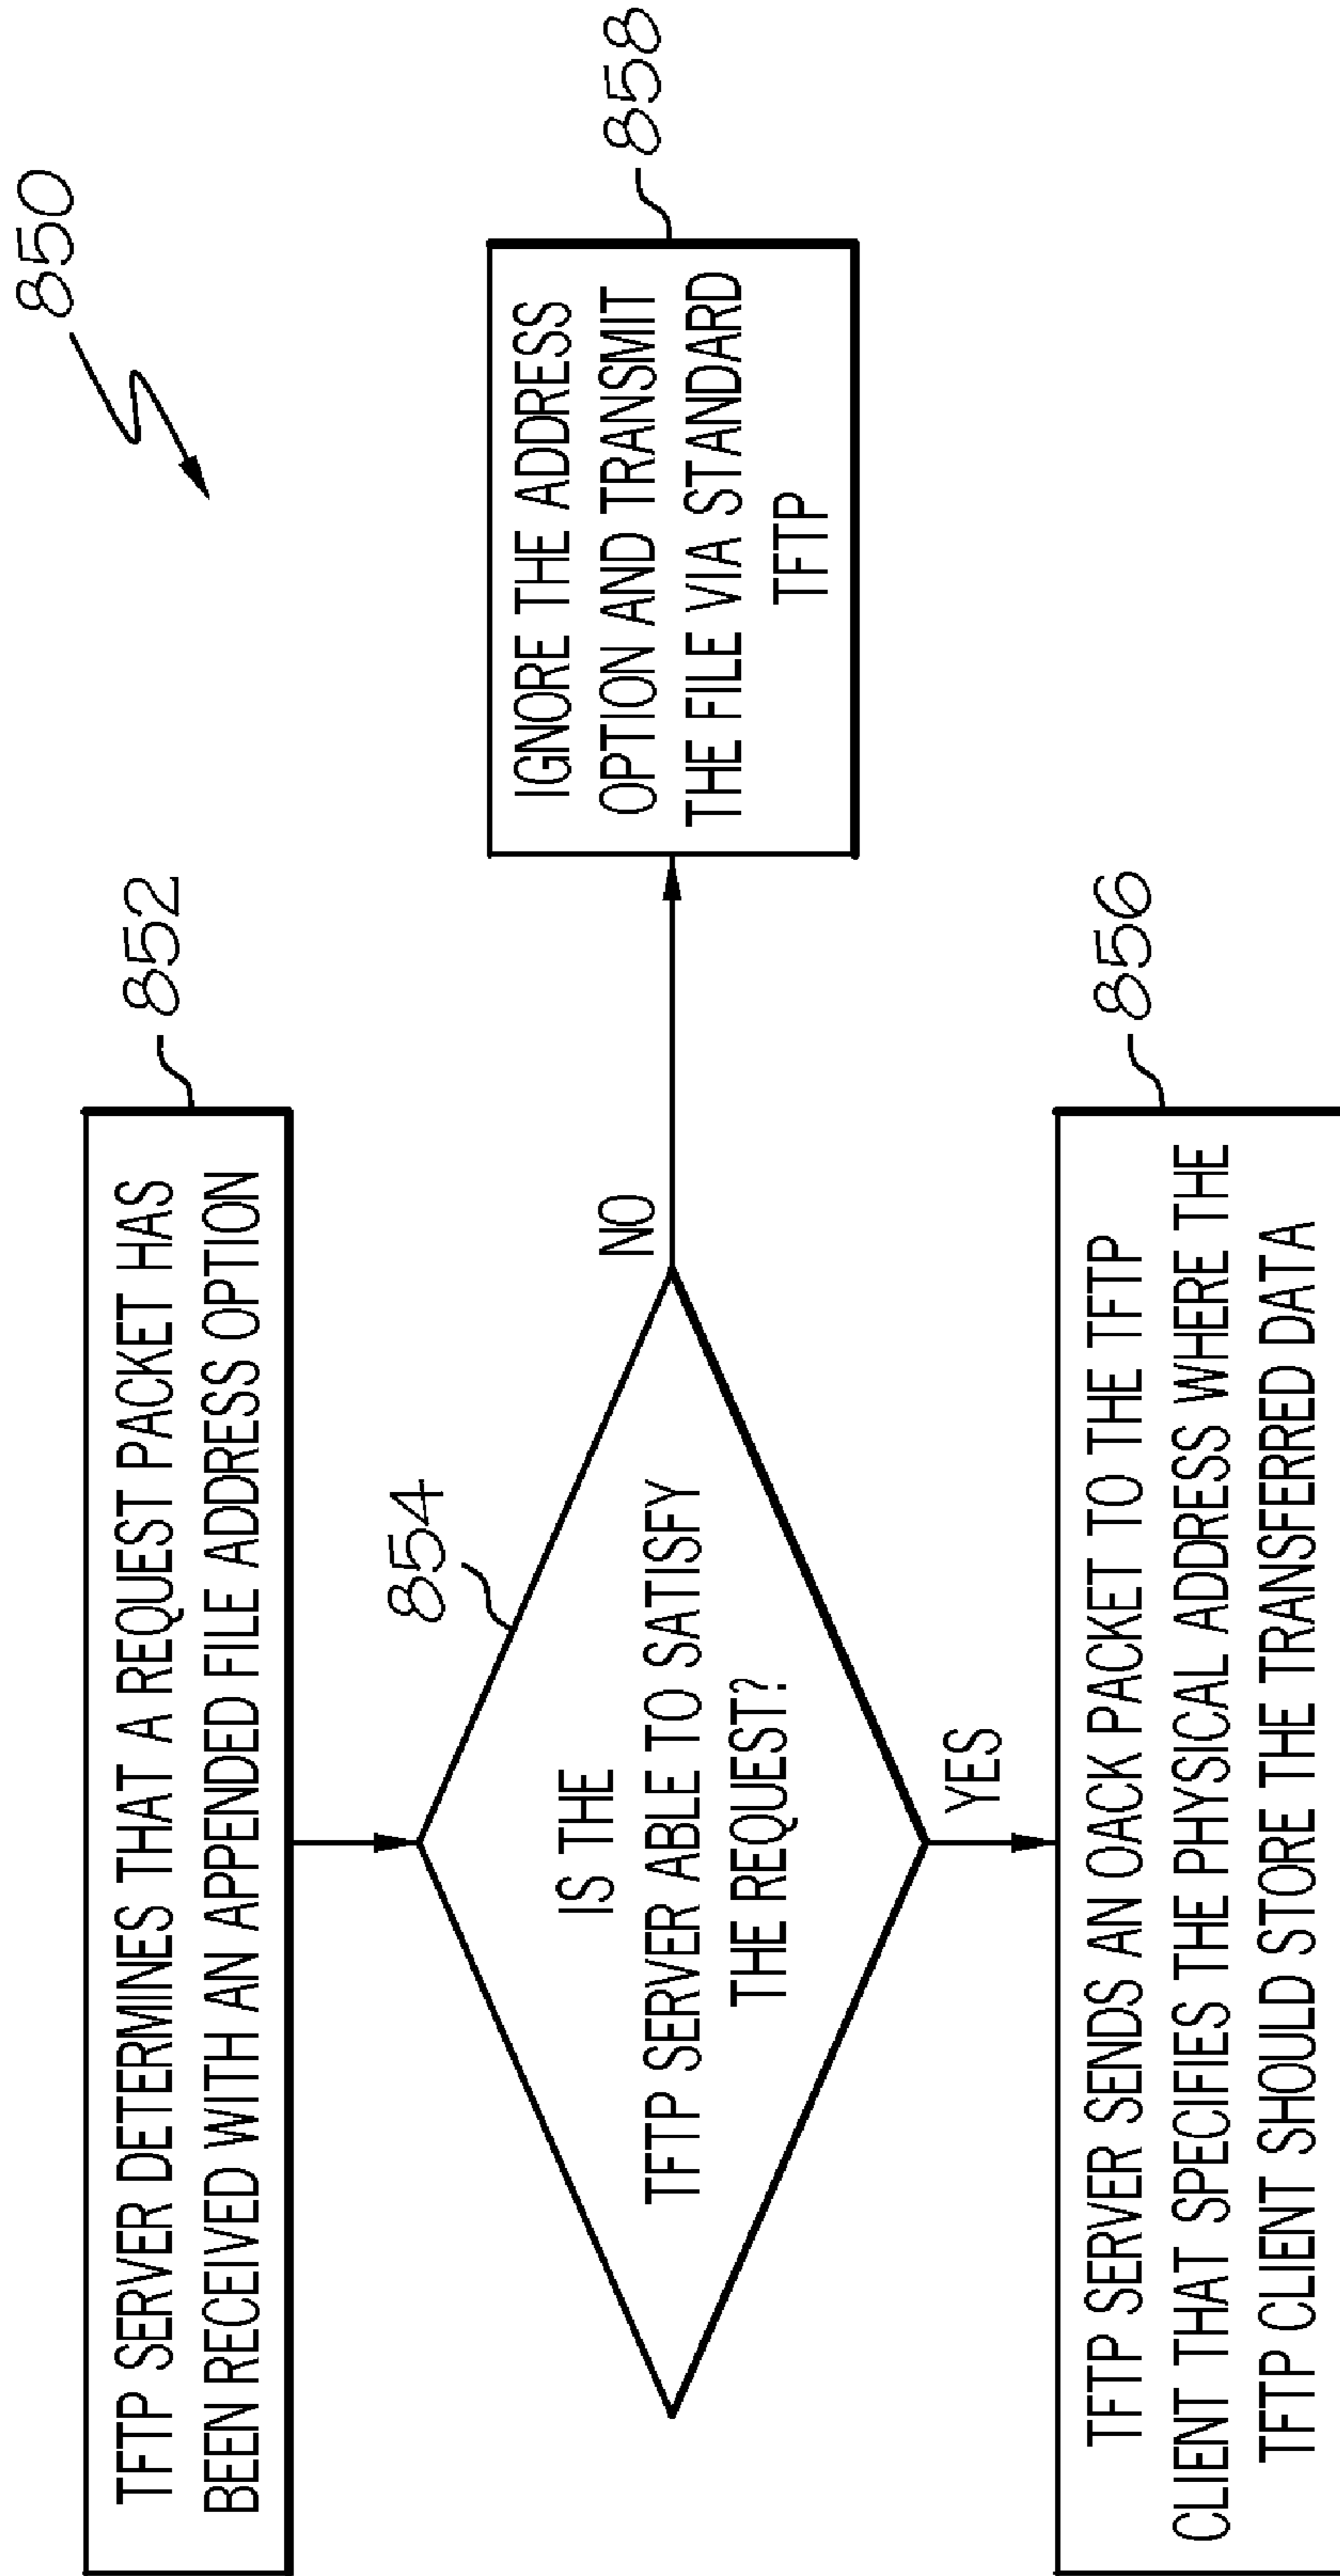 850
TFTP SERVER DETERMINES THAT A REQUEST PACKET HAS
BEEN RECEIVED WITH AN APPENDED FILE ADDRESS OPTION
852
854
IS THE
TFTP SERVER ABLE TO SATISFY
THE REQUEST?
NO
IGNORE THE ADDRESS
OPTION AND TRANSMIT
THE FILE VIA STANDARD
TFTP
858
YES
TFTP SERVER SENDS AN OACK PACKET TO THE TFTP
CLIENT THAT SPECIFIES THE PHYSICAL ADDRESS WHERE THE
TFTP CLIENT SHOULD STORE THE TRANSFERRED DATA
856